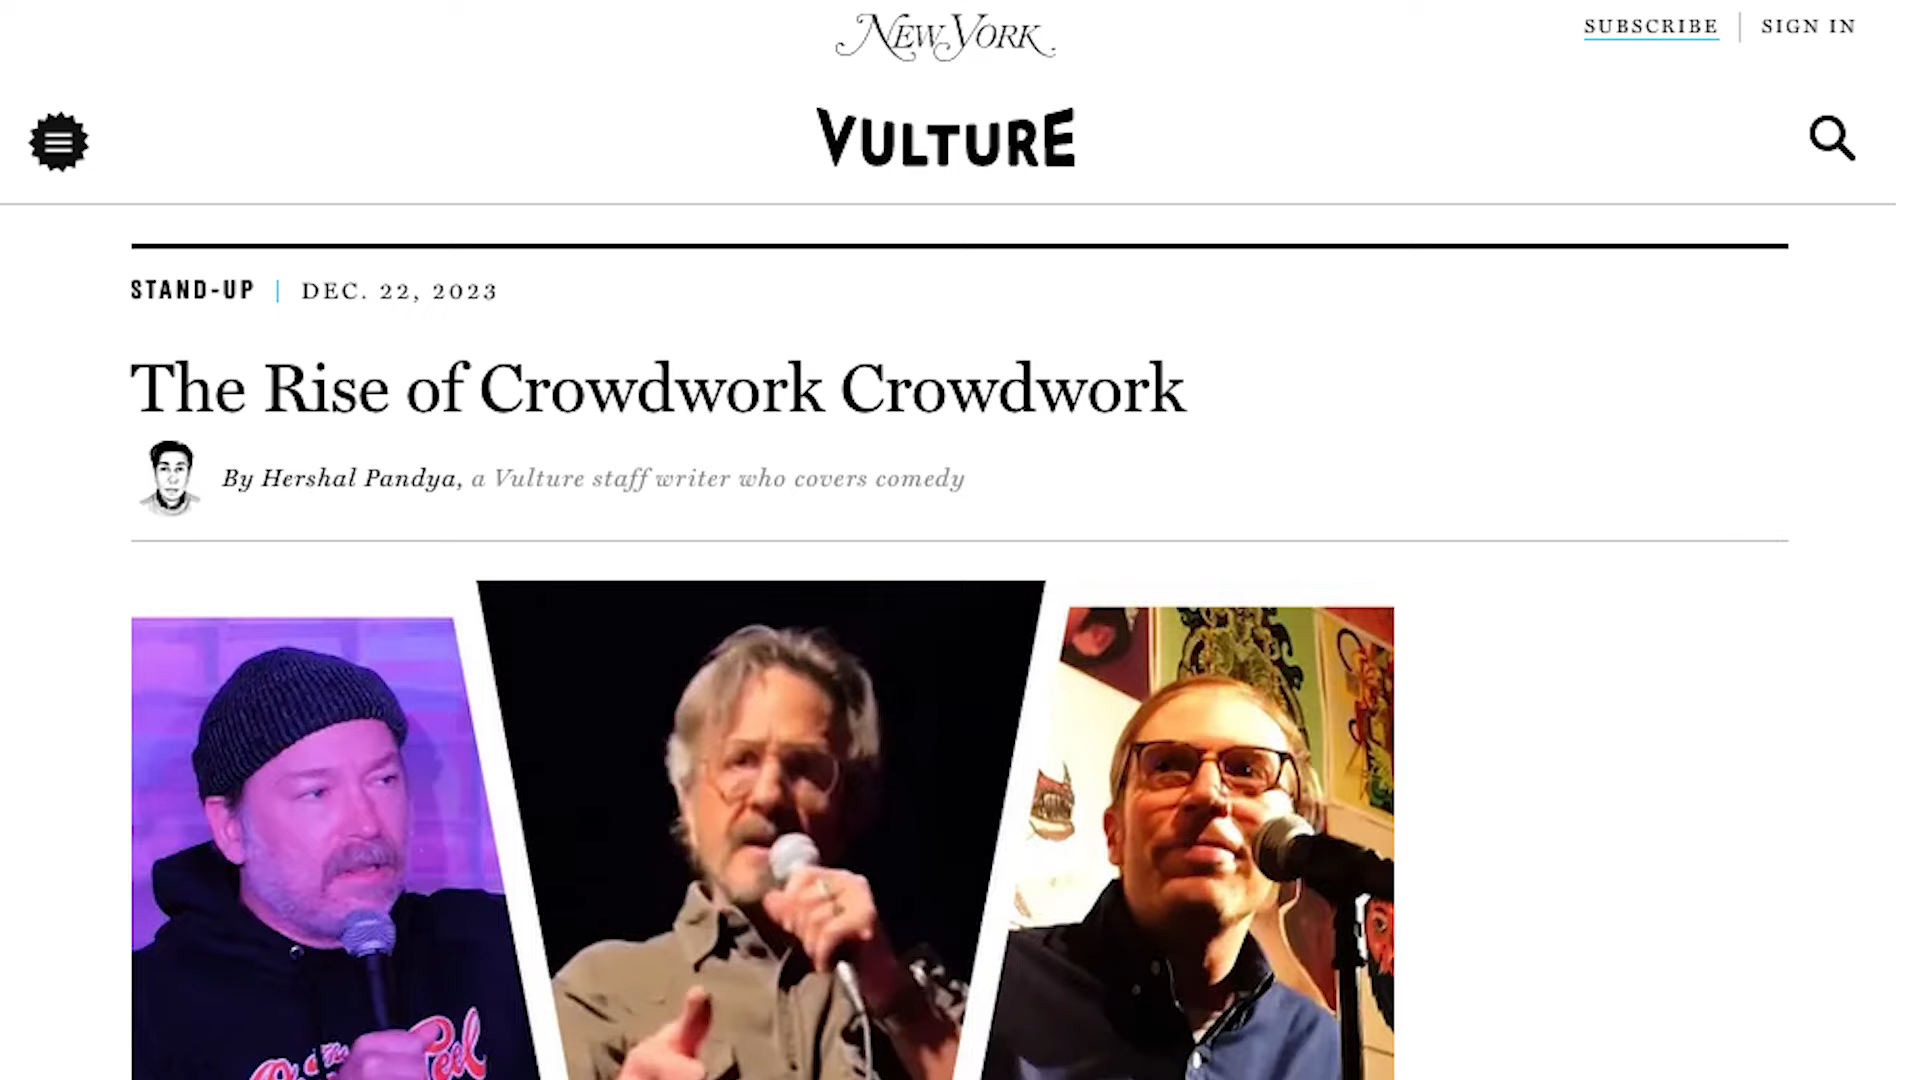 NEW YORK
SUBSCRIBE | SIGN IN
VULTURE
STAND-UP | DEC. 22, 2023
The Rise of Crowdwork Crowdwork
By Hershal Pandya, a Vulture staff writer who covers comedy